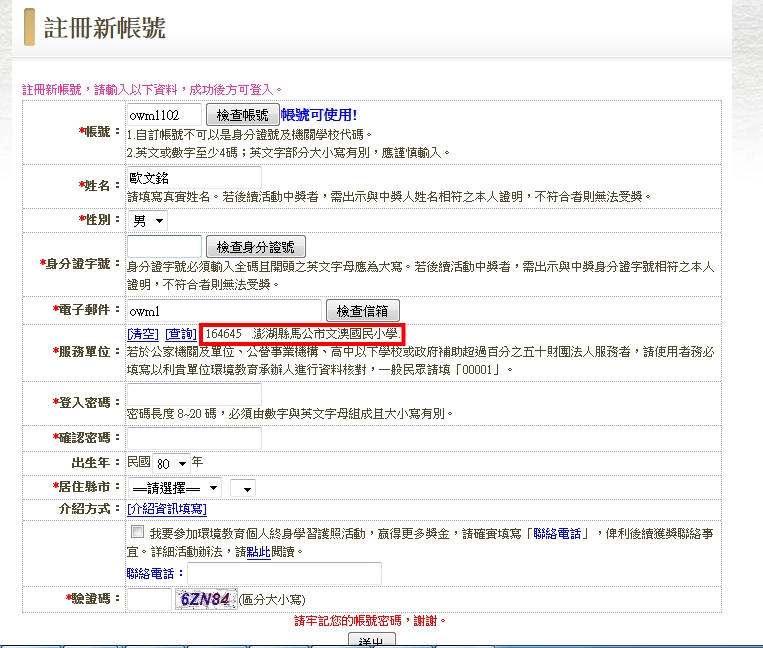 註冊新帳號
註冊新帳號，請輸入以下資料，成功後方可登入。
*帳號： owm1102 檢查帳號 帳號可使用!
1.自訂帳號不可以是身分證號及機關學校代碼。
2.英文或數字至少4碼；英文字部分大小寫有別，應謹慎輸入。
*姓名： 歐文銘
請填寫真實姓名。若後續活動中獎者，需出示與中獎人姓名相符之本人證明，不符合者則無法受獎。
*性別： 男
*身分證字號： 檢查身分證號
身分證字號必須輸入全碼且開頭之英文字母應為大寫。若後續活動中獎者，需出示與中獎身分證字號相符之本人
證明，不符合者則無法受獎。
*電子郵件： owm1 檢查信箱
*服務單位： [清空] [查詢] 164645 澎湖縣馬公市文澳國民小學
若於公家機關及單位、公營事業機構、高中以下學校或政府補助超過百分之五十財團法人服務者，請使用者務必
填寫以利貴單位環境教育承辦人進行資料核對，一般民眾請填「00001」。
*登入密碼：
密碼長度 8~20 碼，必須由數字與英文字母組成且大小寫有別。
*確認密碼：
出生年： 民國 80 年
*居住縣市： ==請選擇==
介紹方式： [介紹資訊填寫]
我要參加環境教育個人終身學習護照活動，贏得更多獎金，請確實填寫「聯絡電話」，俾利後續獲獎聯絡事
宜。詳細活動辦法，請點此閱讀。
聯絡電話：
*驗證碼： 6ZN84 (區分大小寫)
請牢記您的帳號密碼，謝謝。
送出